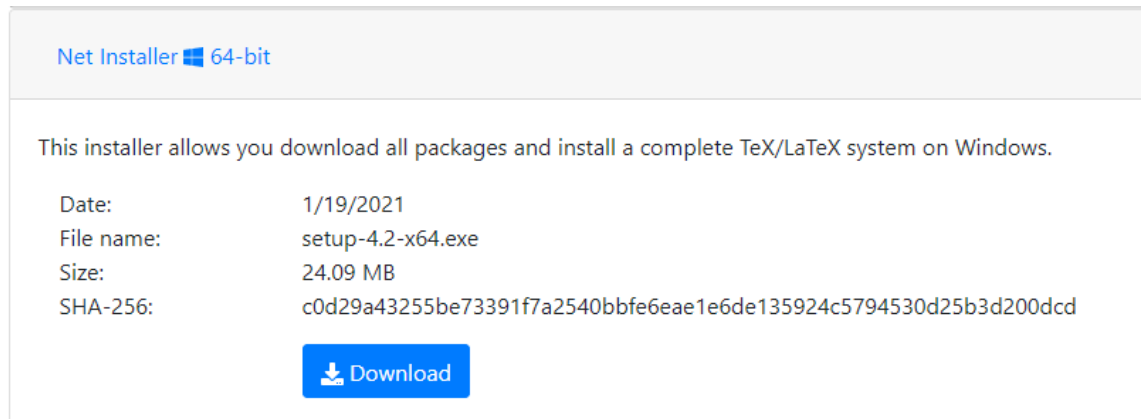 Net Installer 64-bit
This installer allows you download all packages and install a complete TeX/LaTeX system on Windows.
Date: 1/19/2021
File name: setup-4.2-x64.exe
Size: 24.09 MB
SHA-256: c0d29a43255be73391f7a2540bbfe6eae1e6de135924c5794530d25b3d200dcd
Download